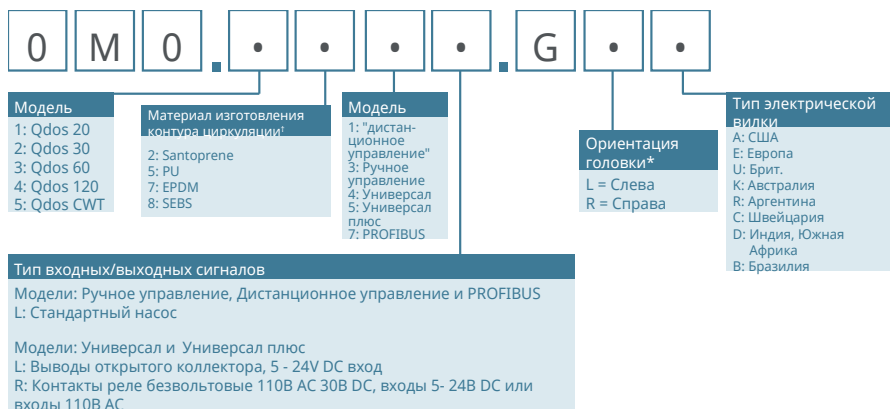 0 M 0 . • • • • . G • •
Модель
1: Qdos 20
2: Qdos 30
3: Qdos 60
4: Qdos 120
5: Qdos CWT
Материал изготовления
контура циркуляции†
2: Santoprene
5: PU
7: EPDM
8: SEBS
Модель
1: "дистан-
ционное
управление"
3: Ручное
управление
4: Универсал
5: Универсал
плюс
7: PROFIBUS
Ориентация
головки*
L = Слева
R = Справа
Тип электрической
вилки
A: США
E: Европа
U: Брит.
K: Австралия
R: Аргентина
C: Швейцария
D: Индия, Южная
Африка
B: Бразилия
Тип входных/выходных сигналов
Модели: Ручное управление, Дистанционное управление и PROFIBUS
L: Стандартный насос
Модели: Универсал и Универсал плюс
L: Выводы открытого коллектора, 5 - 24V DC вход
R: Контакты реле безвольтовые 110В AC 30В DC, входы 5- 24В DC или
входы 110В AC